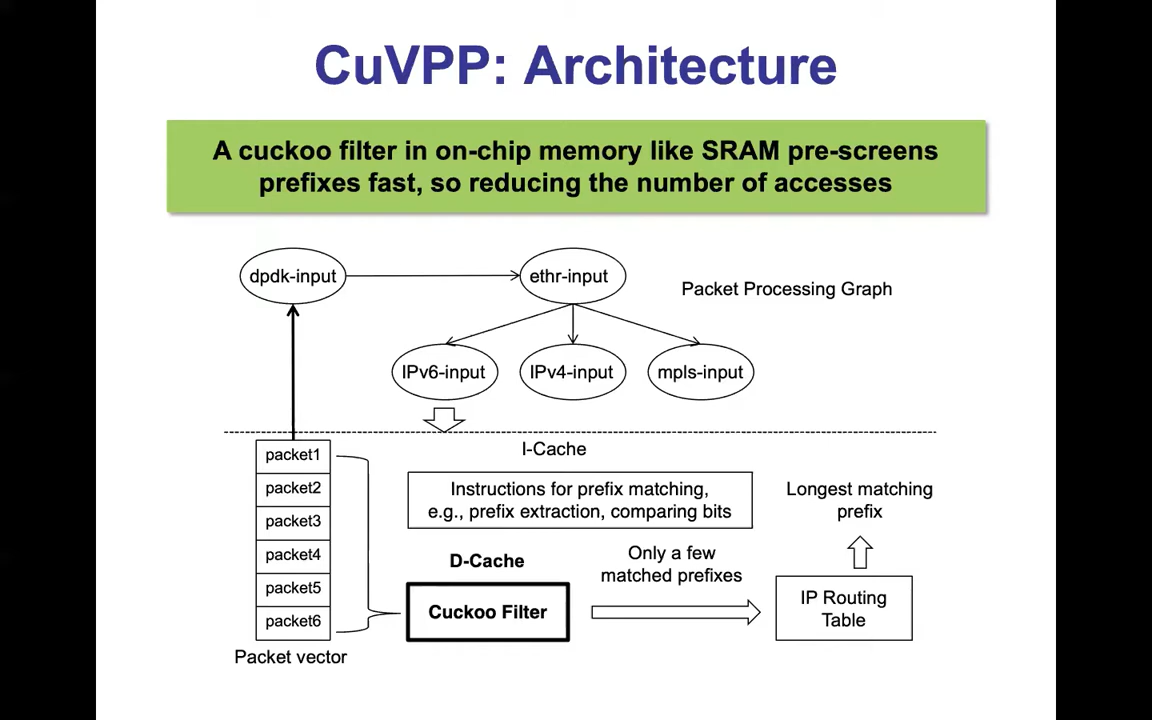 CuVPP: Architecture
A cuckoo filter in on-chip memory like SRAM pre-screens
prefixes fast, so reducing the number of accesses
dpdk-input
ethr-input
Packet Processing Graph
IPv6-input
IPv4-input
mpls-input
I-Cache
packet1
packet2
packet3
packet4
packet5
packet6
Packet vector
Instructions for prefix matching,
e.g., prefix extraction, comparing bits
Longest matching
prefix
D-Cache
Only a few
matched prefixes
Cuckoo Filter
IP Routing
Table